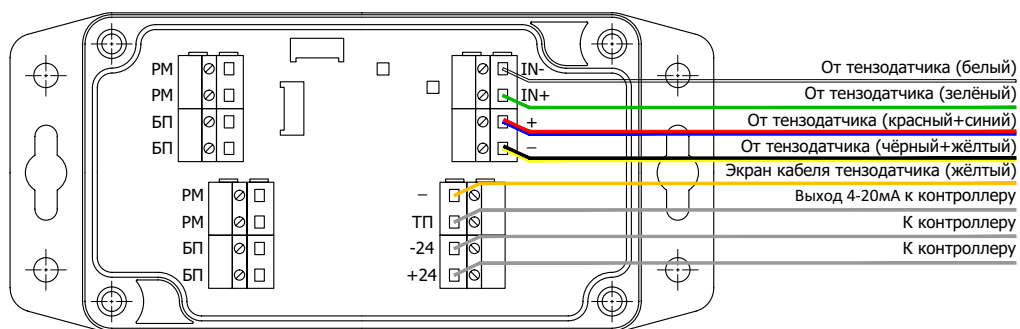 РМ
РМ
БП
БП
IN-
IN+
+
–
От тензодатчика (белый)
От тензодатчика (зелёный)
От тензодатчика (красный+синий)
От тензодатчика (чёрный+жёлтый)
Экран кабеля тензодатчика (жёлтый)
Выход 4-20мА к контроллеру
К контроллеру
К контроллеру
РМ
РМ
БП
БП
–
ТП
-24
+24